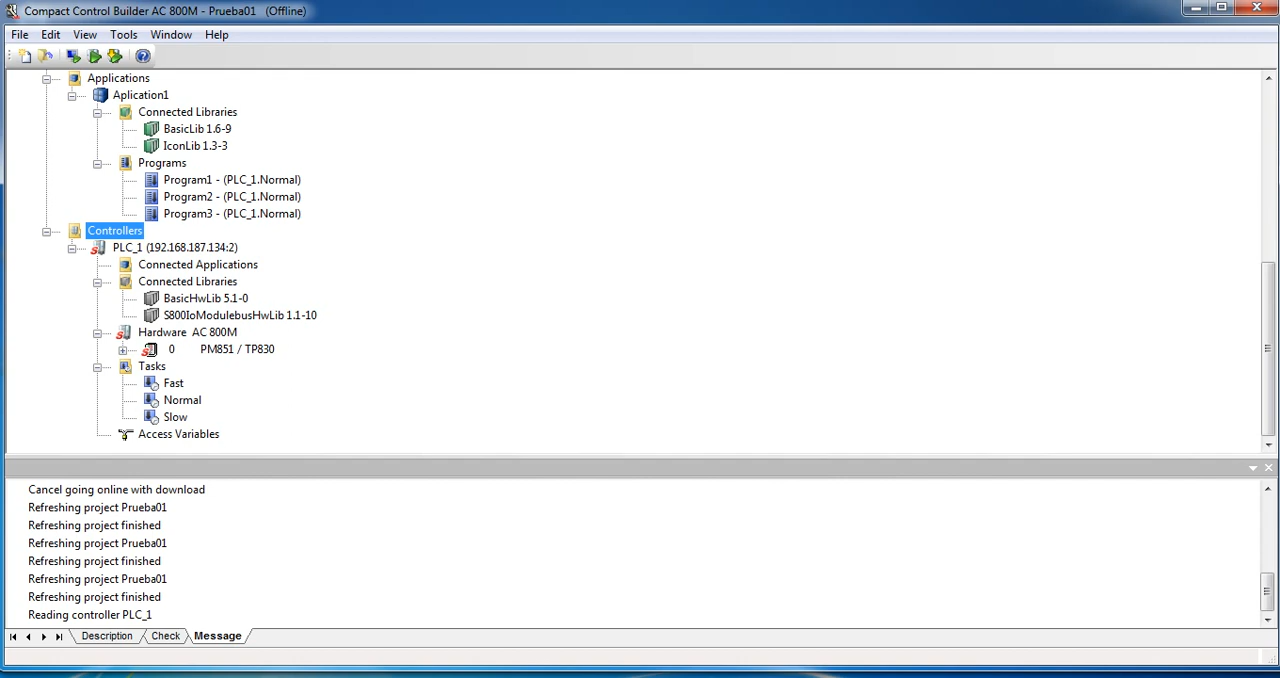 Compact Control Builder AC 800M - Prueba01 (Offline)
File Edit View Tools Window Help
Applications
Aplication1
Connected Libraries
BasicLib 1.6-9
IconLib 1.3-3
Programs
Program1 - (PLC_1.Normal)
Program2 - (PLC_1.Normal)
Program3 - (PLC_1.Normal)
Controllers
PLC_1 (192.168.187.134:2)
Connected Applications
Connected Libraries
BasicHwLib 5.1-0
S800IoModulebusHwLib 1.1-10
Hardware AC 800M
0 PM851 / TP830
Tasks
Fast
Normal
Slow
Access Variables
Cancel going online with download
Refreshing project Prueba01
Refreshing project finished
Refreshing project Prueba01
Refreshing project finished
Refreshing project Prueba01
Refreshing project finished
Reading controller PLC_1
Description Check Message